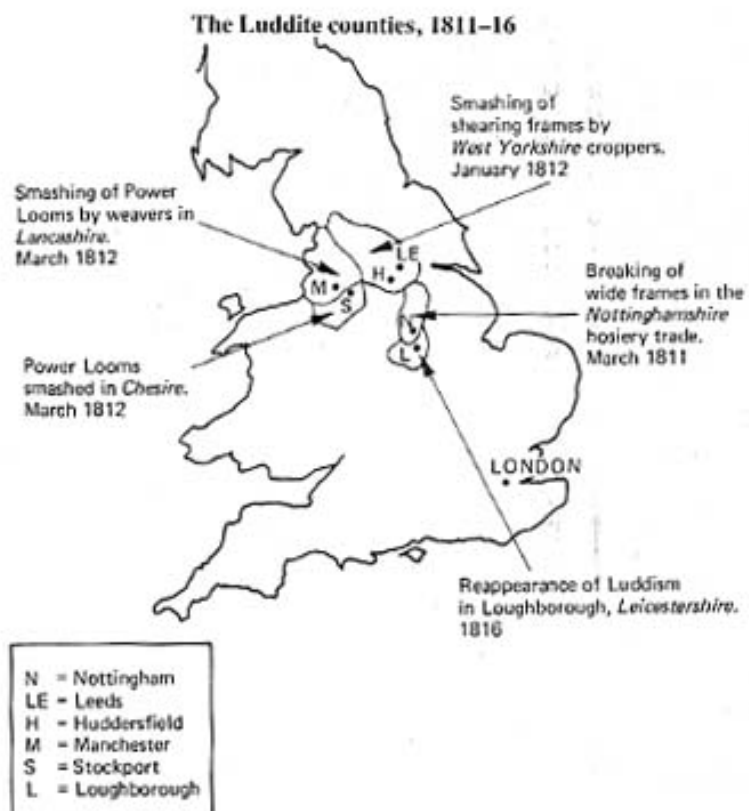 The Luddite counties, 1811–16
Smashing of
shearing frames by
West Yorkshire croppers.
January 1812
Smashing of Power
Looms by weavers in
Lancashire.
March 1812
LE
H
M
S
Breaking of
wide frames in the
Nottinghamshire
hosiery trade.
March 1811
L
Power Looms
smashed in Chesire.
March 1812
LONDON
Reappearance of Luddism
in Loughborough, Leicestershire.
1816
N = Nottingham
LE = Leeds
H = Huddersfield
M = Manchester
S = Stockport
L = Loughborough